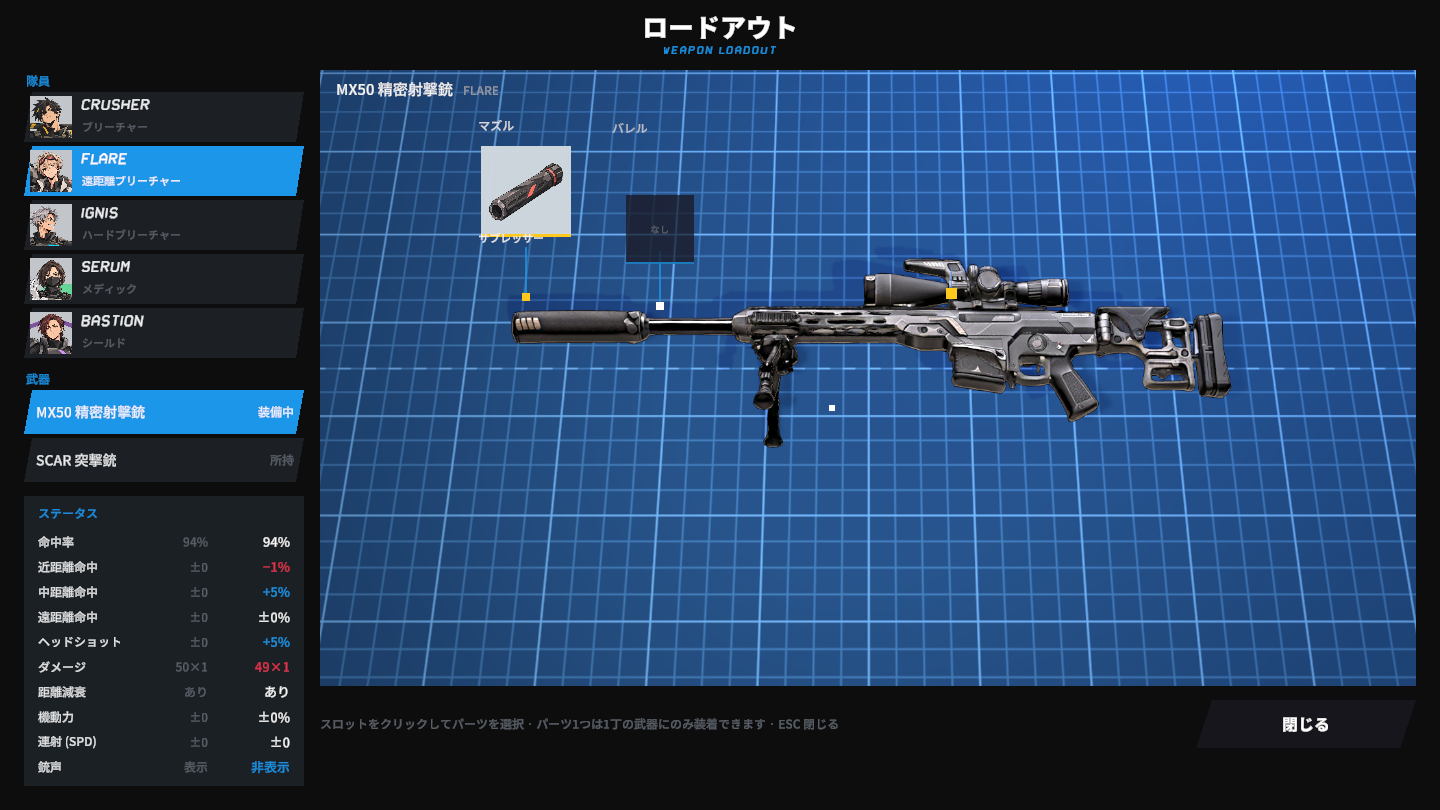 ロードアウト
WEAPON LOADOUT
隊員
CRUSHER
ブリーチャー
FLARE
遠距離ブリーチャー
IGNIS
ハードブリーチャー
SERUM
メディック
BASTION
シールド
武器
MX50 精密射撃銃 装備中
SCAR 突撃銃 所持
ステータス
命中率 94% 94%
近距離命中 ±0 −1%
中距離命中 ±0 +5%
遠距離命中 ±0 ±0%
ヘッドショット ±0 +5%
ダメージ 50×1 49×1
距離減衰 あり あり
機動力 ±0 ±0%
連射 (SPD) ±0 ±0
銃声 表示 非表示
MX50 精密射撃銃 FLARE
マズル
バレル
サプレッサー
なし
スロットをクリックしてパーツを選択 · パーツ1つは1丁の武器にのみ装着できます · ESC 閉じる
閉じる